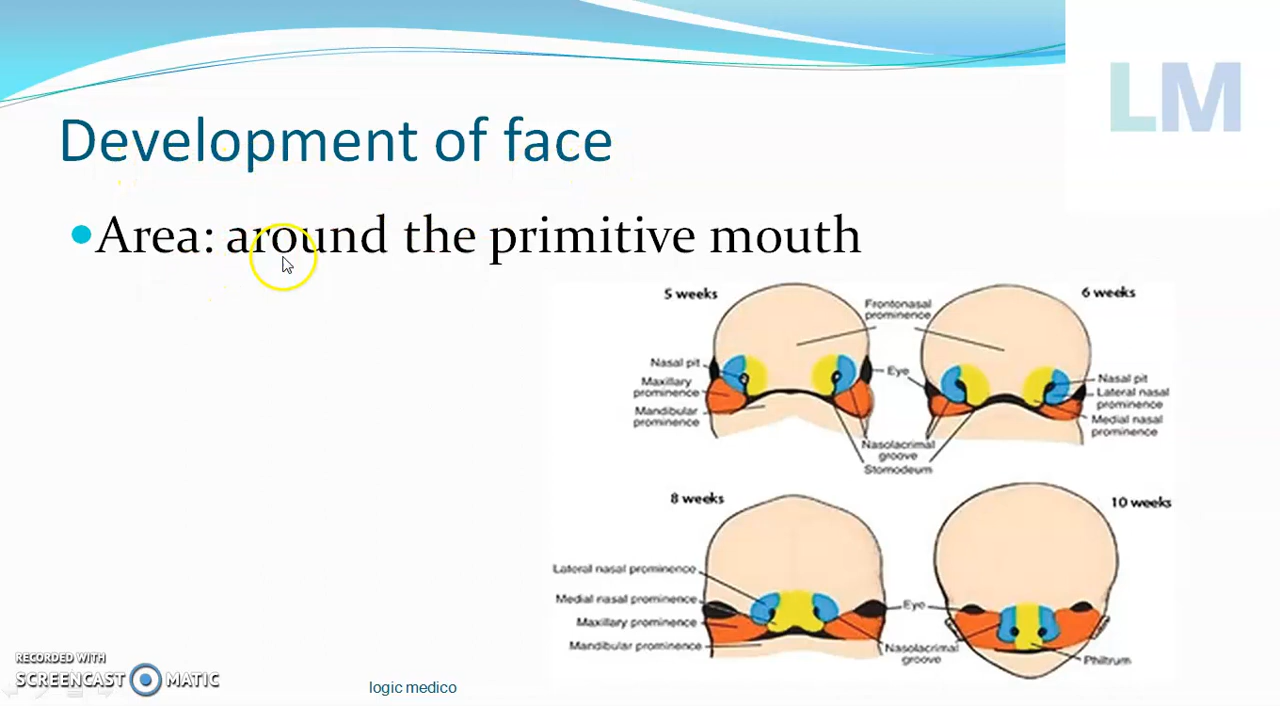 LM
Development of face
Area: around the primitive mouth
5 weeks
Frontonasal
prominence
6 weeks
Nasal pit
Maxillary
prominence
Mandibular
prominence
Eye
Nasal pit
Lateral nasal
prominence
Medial nasal
prominence
Nasolacrimal
groove
Stomodeum
8 weeks
10 weeks
Lateral nasal prominence
Medial nasal prominence
Maxillary prominence
Mandibular prominence
Eye
Nasolacrimal
groove
Philtrum
RECORDED WITH
SCREENCAST MATIC
logic medico